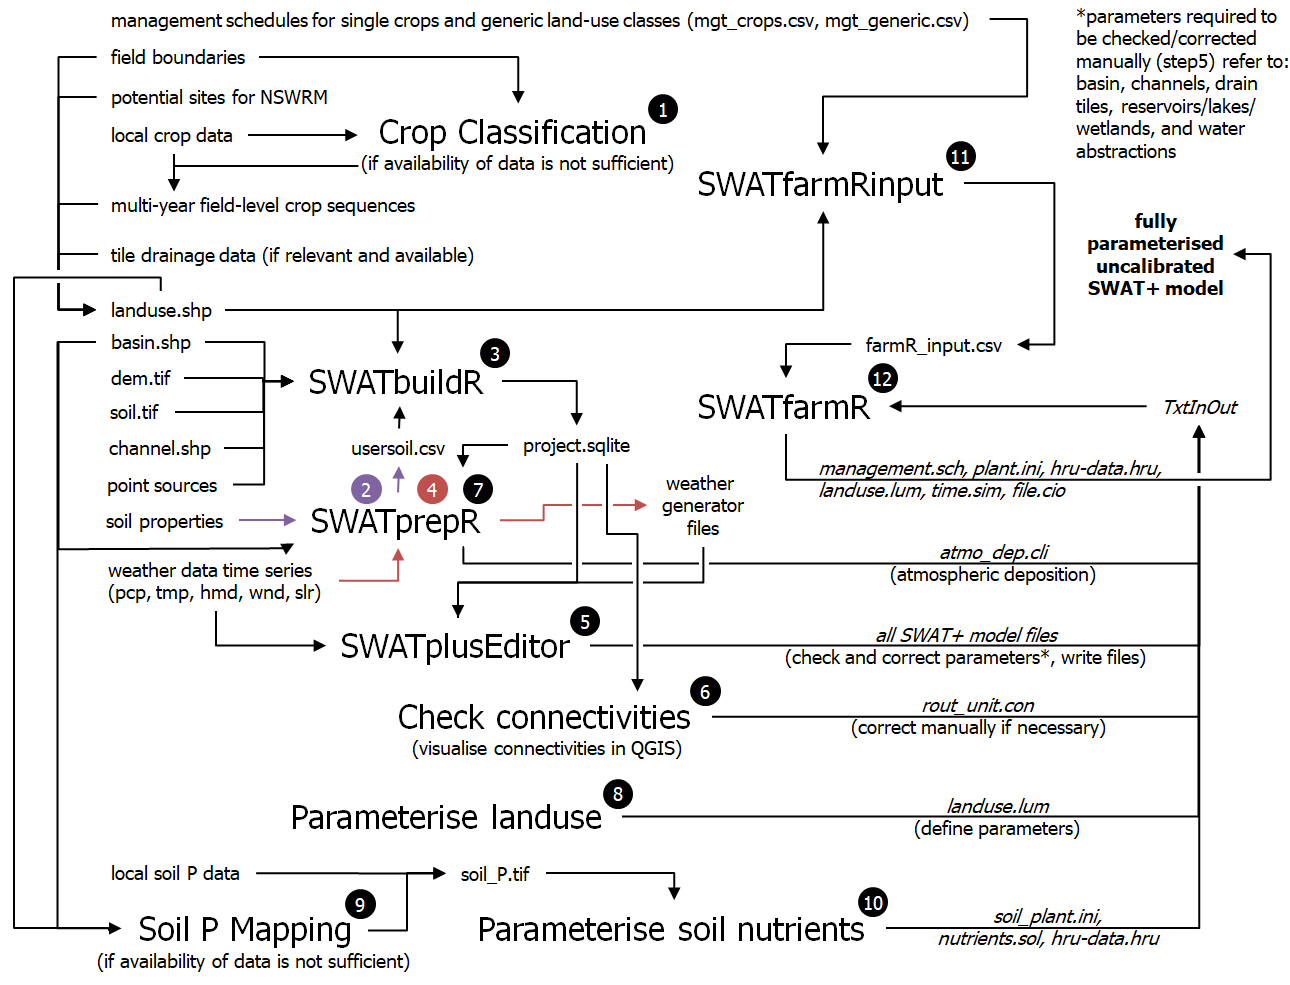 management schedules for single crops and generic land-use classes (mgt_crops.csv, mgt_generic.csv)
*parameters required to
be checked/corrected
manually (step5) refer to:
basin, channels, drain
tiles, reservoirs/lakes/
wetlands, and water
abstractions
field boundaries
potential sites for NSWRM
local crop data
1
Crop Classification
(if availability of data is not sufficient)
11
SWATfarmRinput
multi-year field-level crop sequences
tile drainage data (if relevant and available)
fully
parameterised
uncalibrated
SWAT+ model
landuse.shp
basin.shp
dem.tif
soil.tif
channel.shp
point sources
soil properties
3
SWATbuildR
farmR_input.csv
12
SWATfarmR
TxtInOut
usersoil.csv
project.sqlite
management.sch, plant.ini, hru-data.hru,
landuse.lum, time.sim, file.cio
2
4
7
SWATprepR
weather
generator
files
weather data time series
(pcp, tmp, hmd, wnd, slr)
atmo_dep.cli
(atmospheric deposition)
5
SWATplusEditor
all SWAT+ model files
(check and correct parameters*, write files)
6
Check connectivities
(visualise connectivities in QGIS)
rout_unit.con
(correct manually if necessary)
8
Parameterise landuse
landuse.lum
(define parameters)
local soil P data
soil_P.tif
9
Soil P Mapping
(if availability of data is not sufficient)
10
Parameterise soil nutrients
soil_plant.ini,
nutrients.sol, hru-data.hru